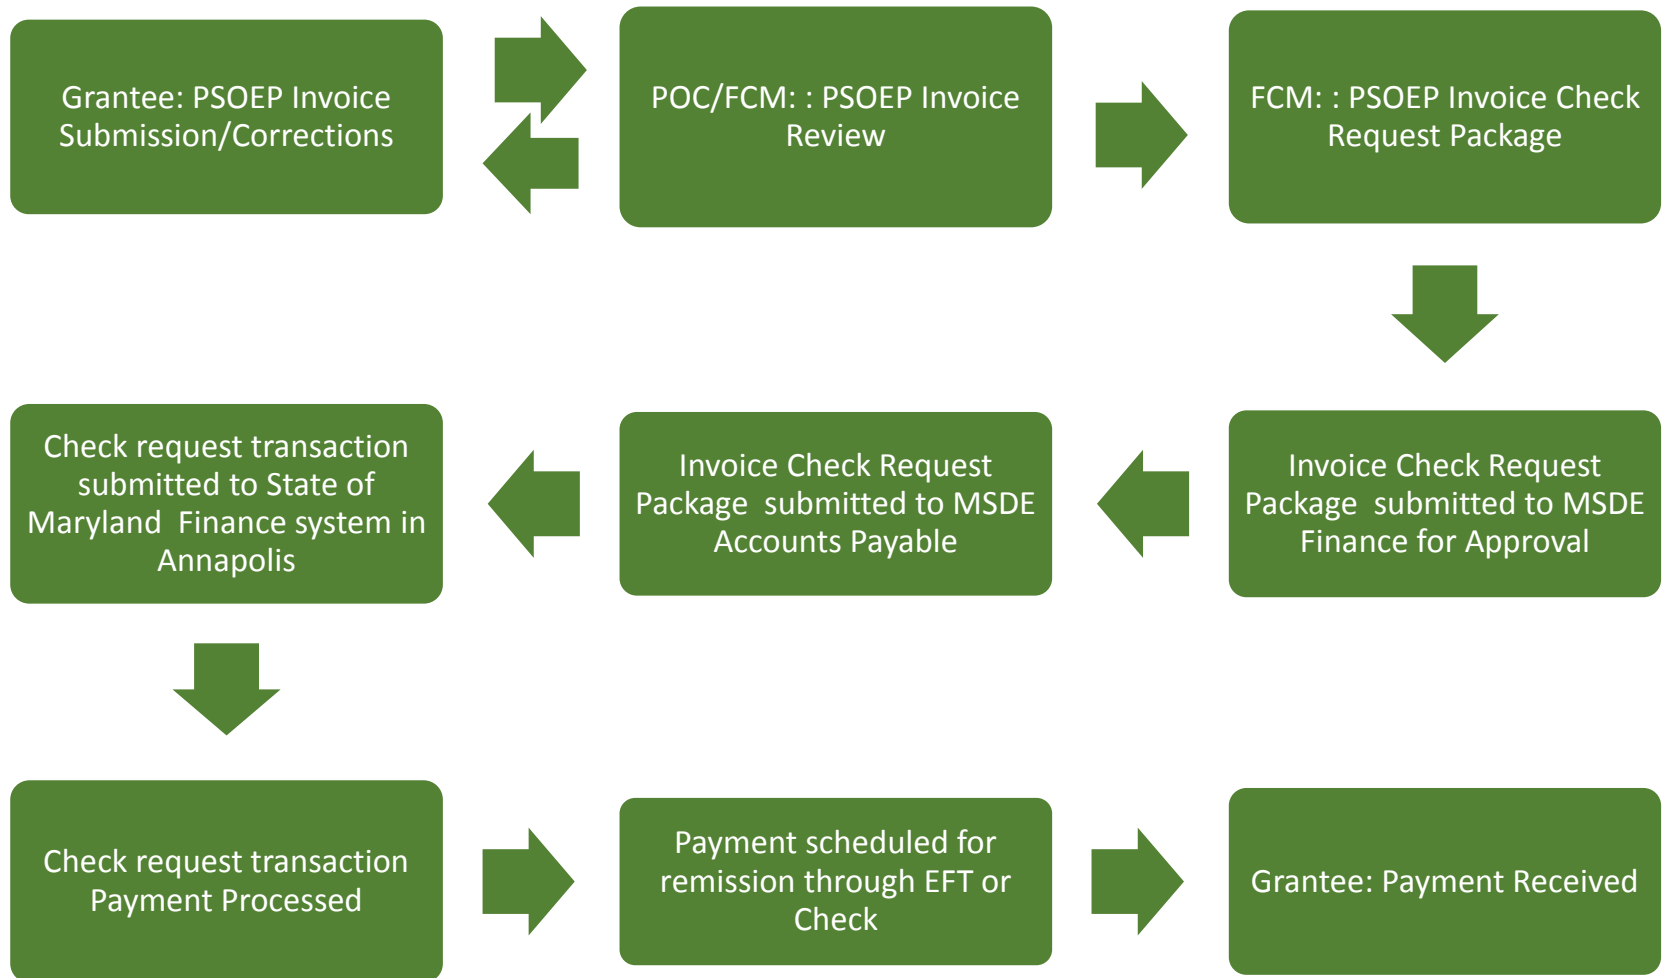 Grantee: PSOEP Invoice
Submission/Corrections
POC/FCM: : PSOEP Invoice
Review
FCM: : PSOEP Invoice Check
Request Package
Invoice Check Request
Package  submitted to MSDE
Finance for Approval
Invoice Check Request
Package  submitted to MSDE
Accounts Payable
Check request transaction
submitted to State of
Maryland  Finance system in
Annapolis
Check request transaction
Payment Processed
Payment scheduled for
remission through EFT or
Check
Grantee: Payment Received